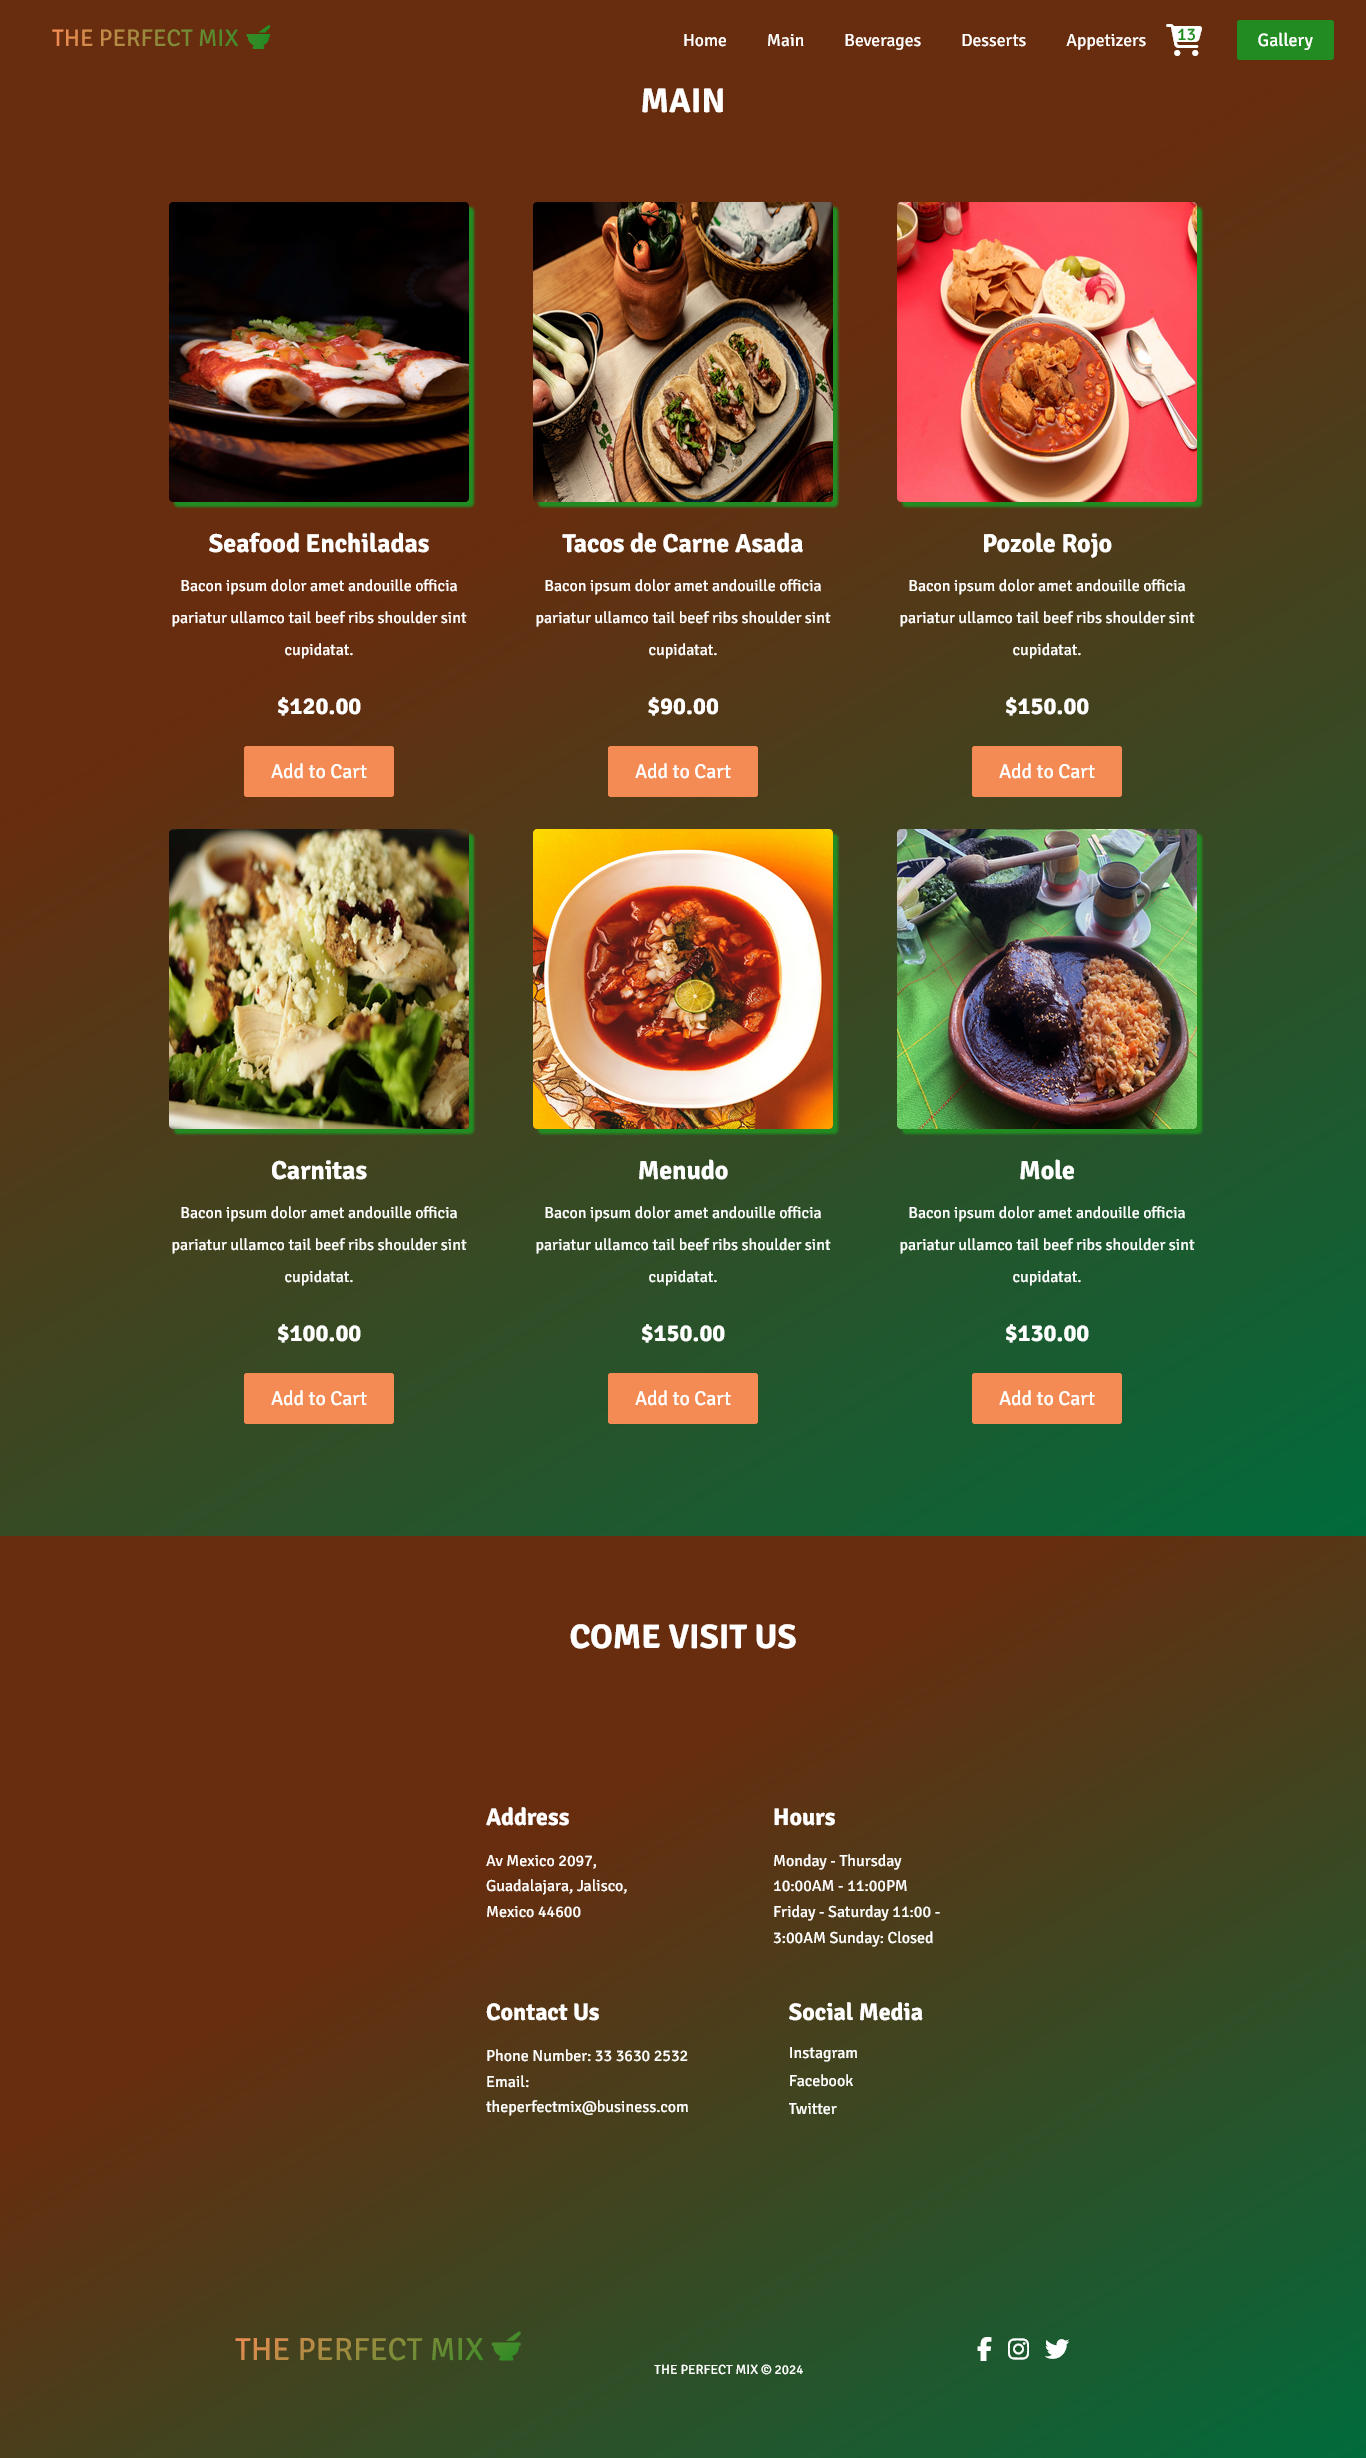 THE PERFECT MIX
Home
Main
Beverages
Desserts
Appetizers
13
Gallery
MAIN
Seafood Enchiladas
Bacon ipsum dolor amet andouille officia
pariatur ullamco tail beef ribs shoulder sint
cupidatat.
$120.00
Add to Cart
Tacos de Carne Asada
Bacon ipsum dolor amet andouille officia
pariatur ullamco tail beef ribs shoulder sint
cupidatat.
$90.00
Add to Cart
Pozole Rojo
Bacon ipsum dolor amet andouille officia
pariatur ullamco tail beef ribs shoulder sint
cupidatat.
$150.00
Add to Cart
Carnitas
Bacon ipsum dolor amet andouille officia
pariatur ullamco tail beef ribs shoulder sint
cupidatat.
$100.00
Add to Cart
Menudo
Bacon ipsum dolor amet andouille officia
pariatur ullamco tail beef ribs shoulder sint
cupidatat.
$150.00
Add to Cart
Mole
Bacon ipsum dolor amet andouille officia
pariatur ullamco tail beef ribs shoulder sint
cupidatat.
$130.00
Add to Cart
COME VISIT US
Address
Av Mexico 2097,
Guadalajara, Jalisco,
Mexico 44600
Hours
Monday - Thursday
10:00AM - 11:00PM
Friday - Saturday 11:00 -
3:00AM Sunday: Closed
Contact Us
Phone Number: 33 3630 2532
Email:
theperfectmix@business.com
Social Media
Instagram
Facebook
Twitter
THE PERFECT MIX
THE PERFECT MIX © 2024